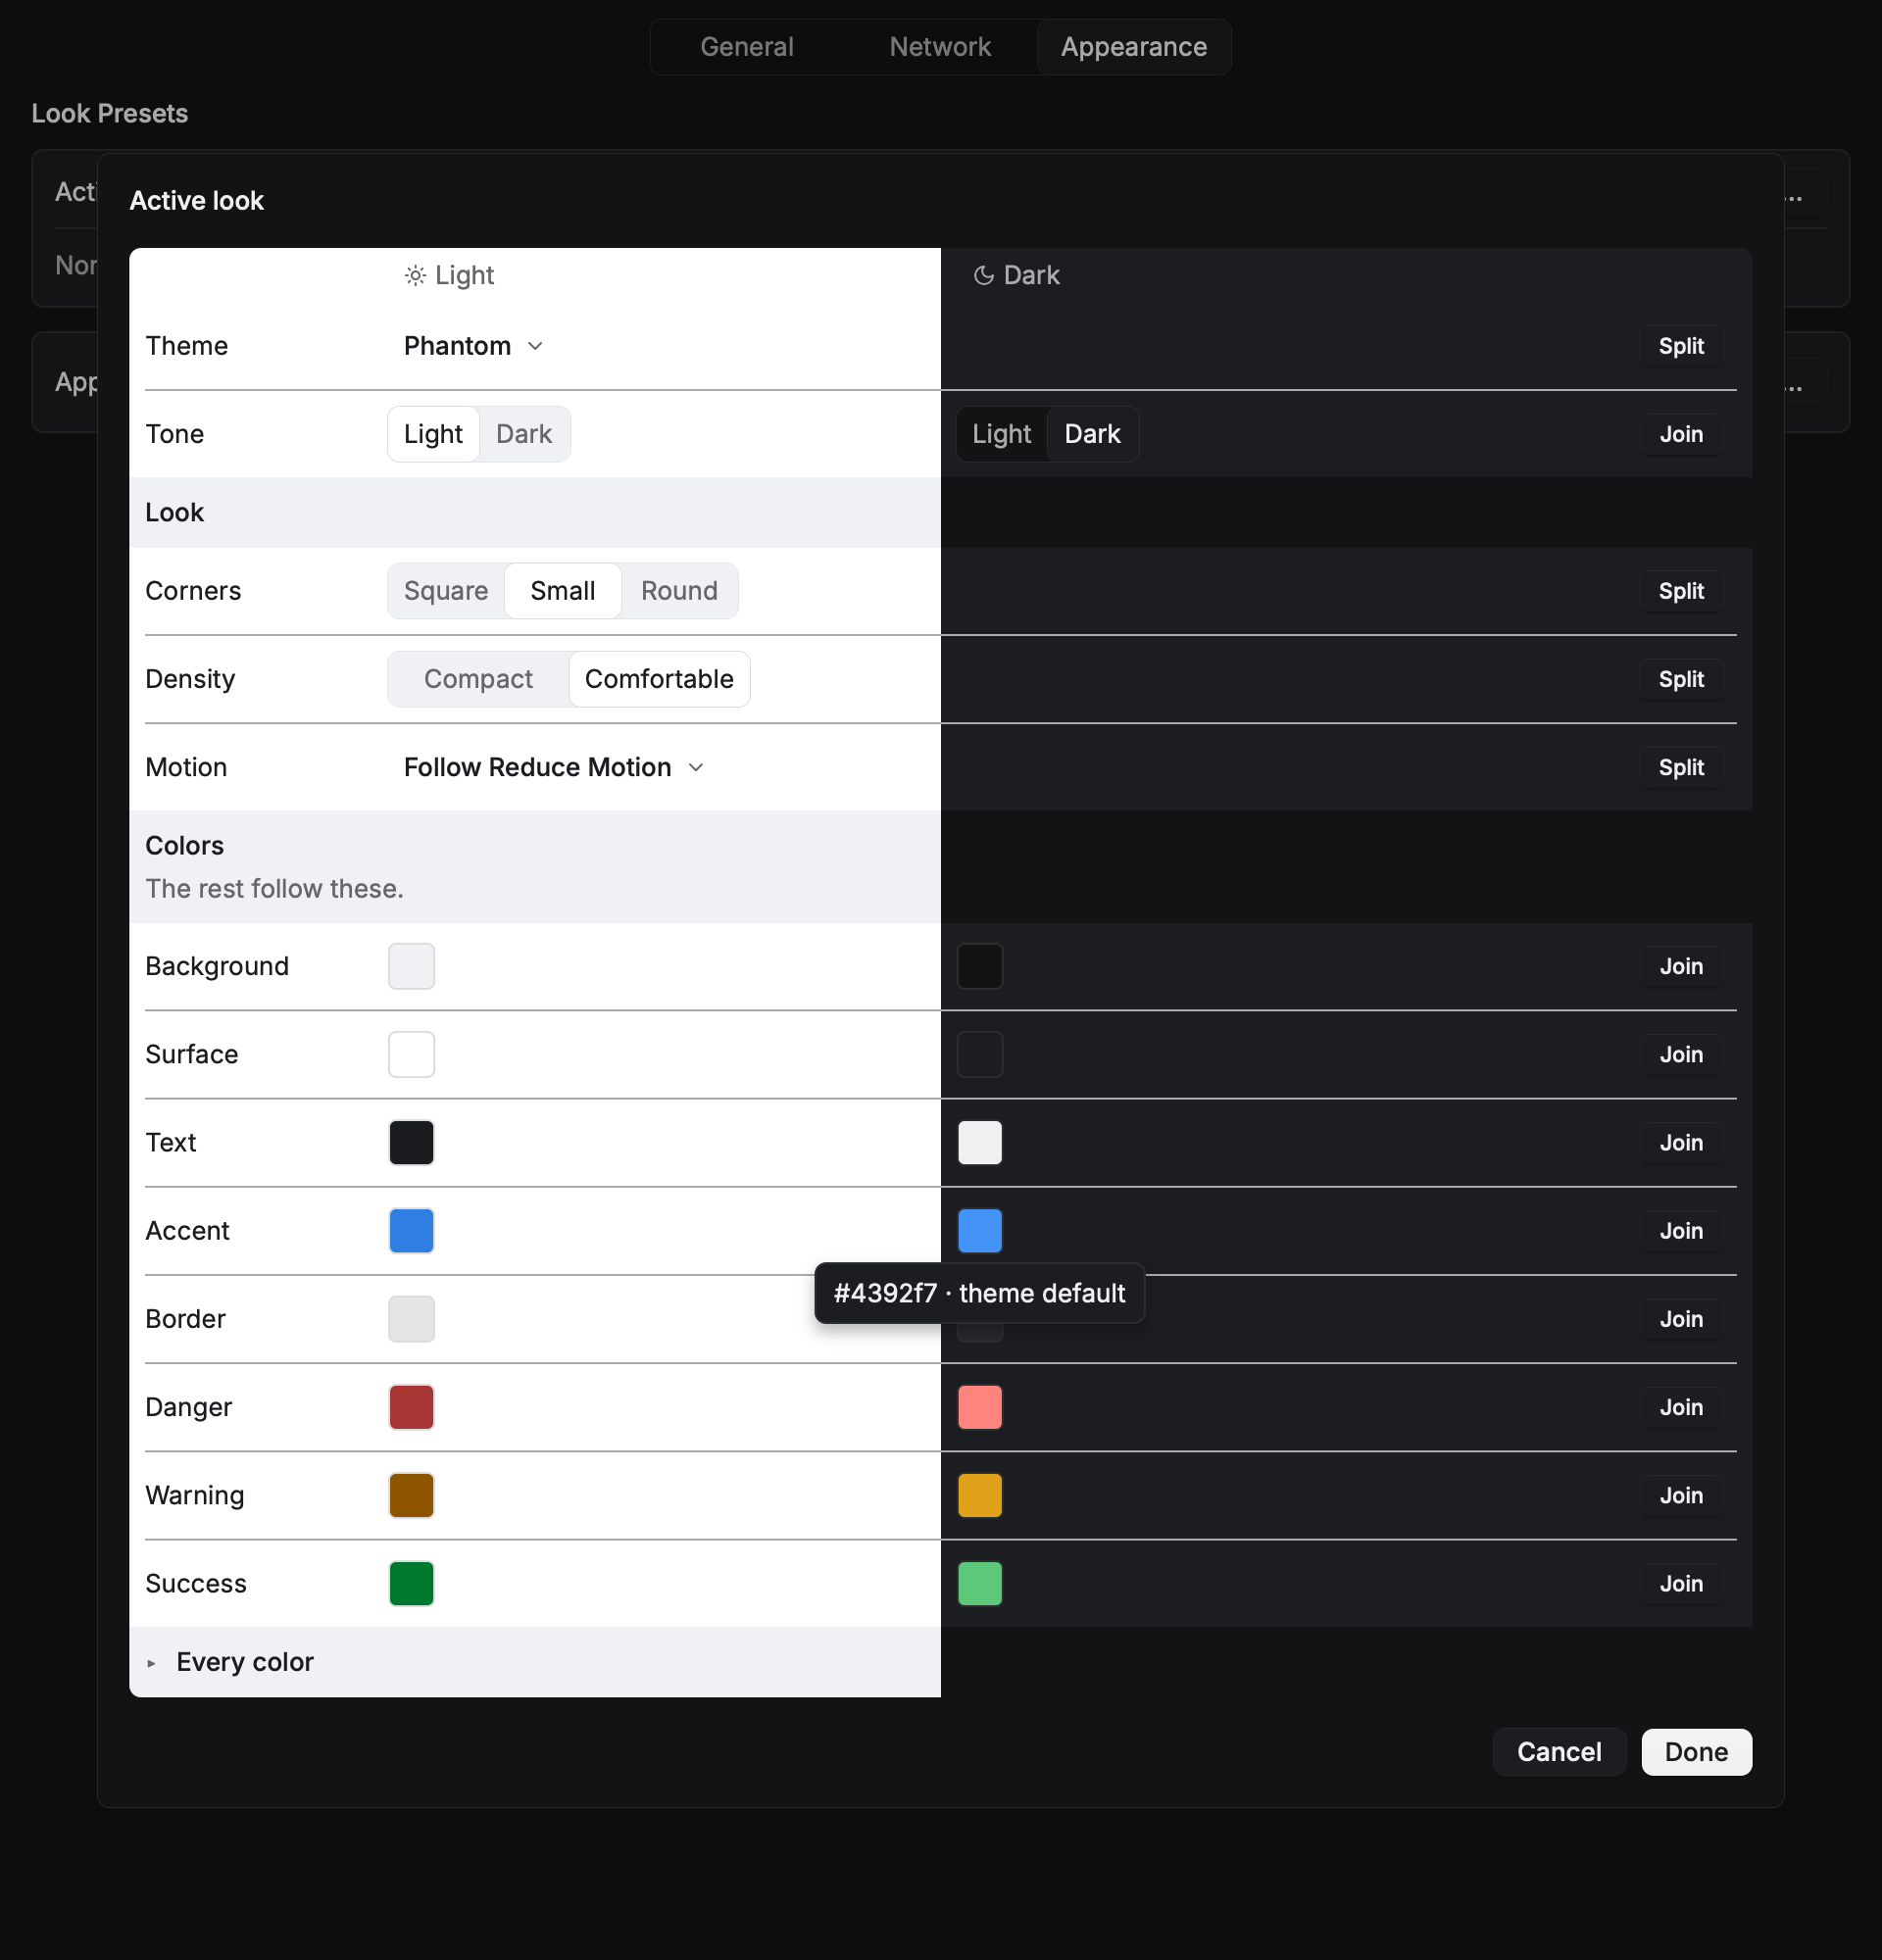 General Network Appearance
Look Presets
Acti
...
Active look
Nor
Light Dark
Theme Phantom Split
App
...
Tone Light Dark Light Dark Join
Look
Corners Square Small Round Split
Density Compact Comfortable Split
Motion Follow Reduce Motion Split
Colors
The rest follow these.
Background Join
Surface Join
Text Join
Accent Join
#4392f7 · theme default
Border Join
Danger Join
Warning Join
Success Join
Every color
Cancel Done